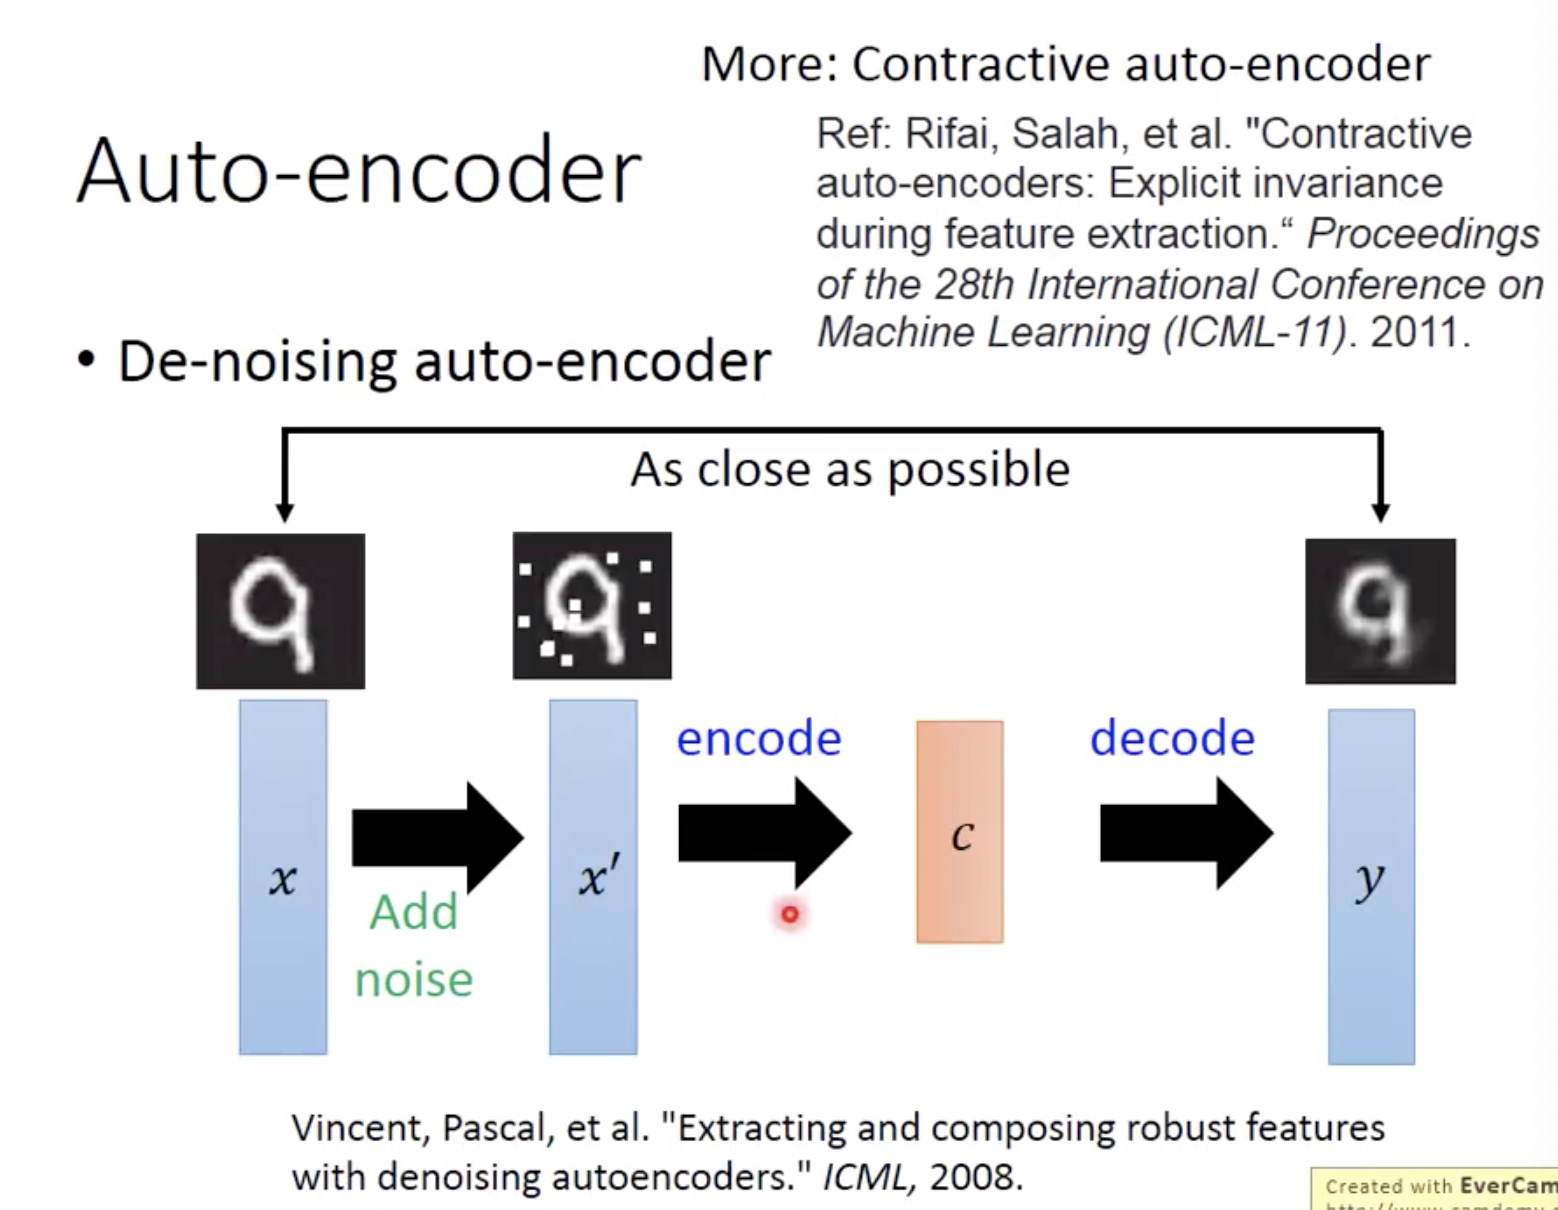 More: Contractive auto-encoder
Auto-encoder
Ref: Rifai, Salah, et al. "Contractive
auto-encoders: Explicit invariance
during feature extraction.“ Proceedings
of the 28th International Conference on
Machine Learning (ICML-11). 2011.
• De-noising auto-encoder
As close as possible
encode
decode
x
x′
c
y
Add
noise
Vincent, Pascal, et al. "Extracting and composing robust features
with denoising autoencoders." ICML, 2008.
Created with EverCam